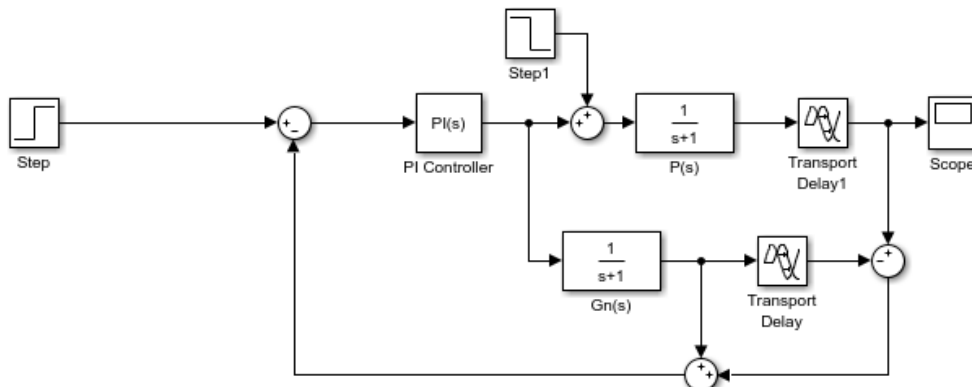 Step1
Step
+
−
PI(s)
PI Controller
+
+
1
s+1
P(s)
Transport
Delay1
Scope
1
s+1
Gn(s)
Transport
Delay
+
−
+
+